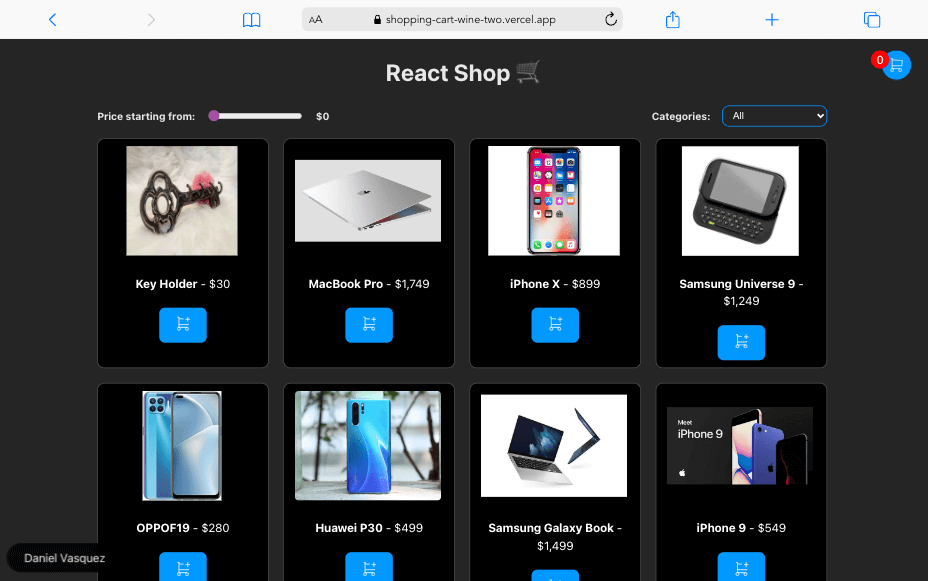 AA shopping-cart-wine-two.vercel.app
React Shop
0
Price starting from: $0
Categories: All
Key Holder - $30
MacBook Pro - $1,749
iPhone X - $899
Samsung Universe 9 -
$1,249
Meet
iPhone 9
OPPOF19 - $280
Huawei P30 - $499
Samsung Galaxy Book -
$1,499
iPhone 9 - $549
Daniel Vasquez